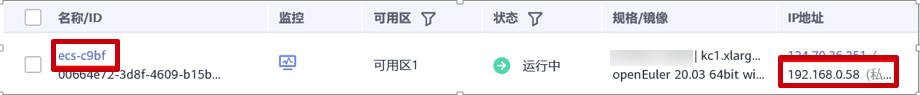 名称/ID 监控 可用区 状态 规格/镜像 IP地址
ecs-c9bf 可用区1 运行中 | kc1.xlarg...
00664e72-3d8f-4609-b15b... openEuler 20.03 64bit wi... 192.168.0.58 (私...